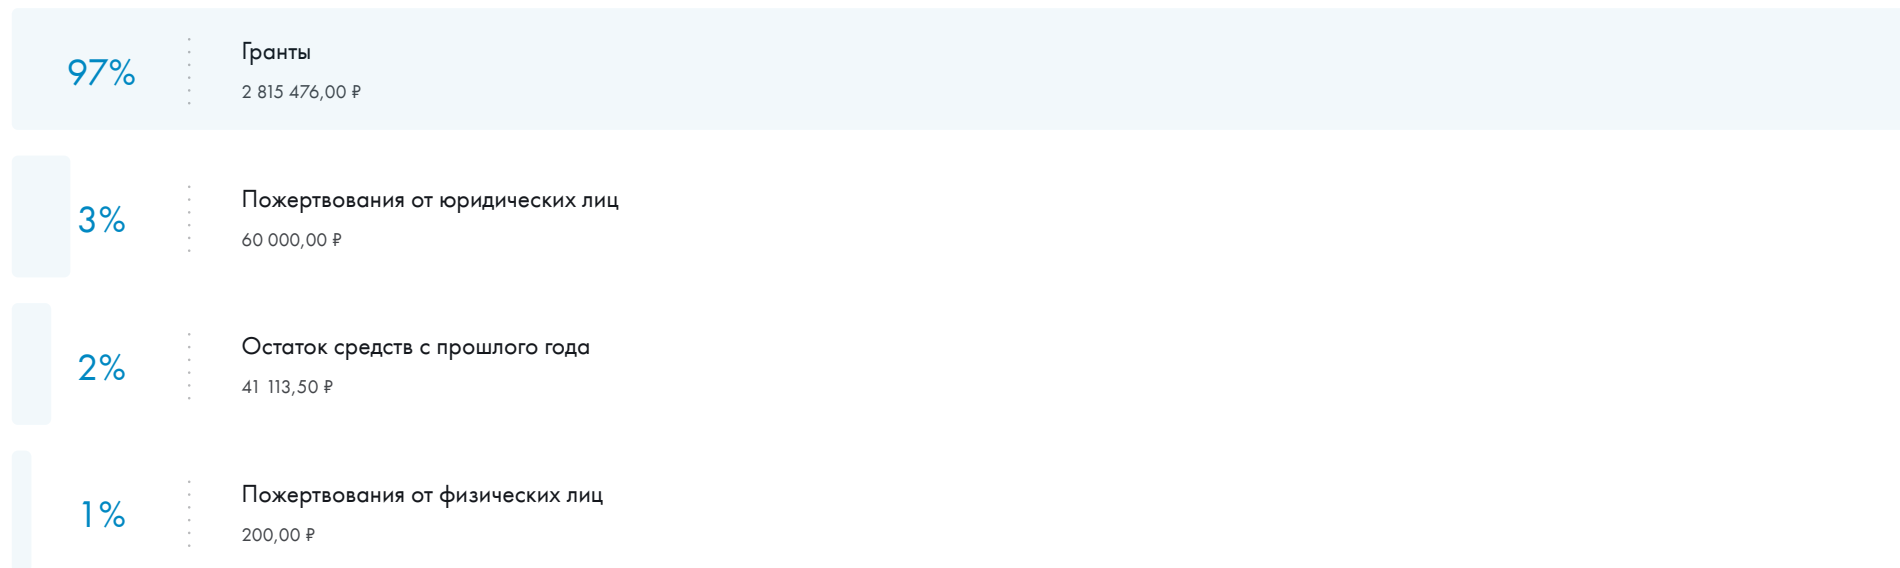 97%
Гранты
2 815 476,00 ₽
3%
Пожертвования от юридических лиц
60 000,00 ₽
2%
Остаток средств с прошлого года
41 113,50 ₽
1%
Пожертвования от физических лиц
200,00 ₽